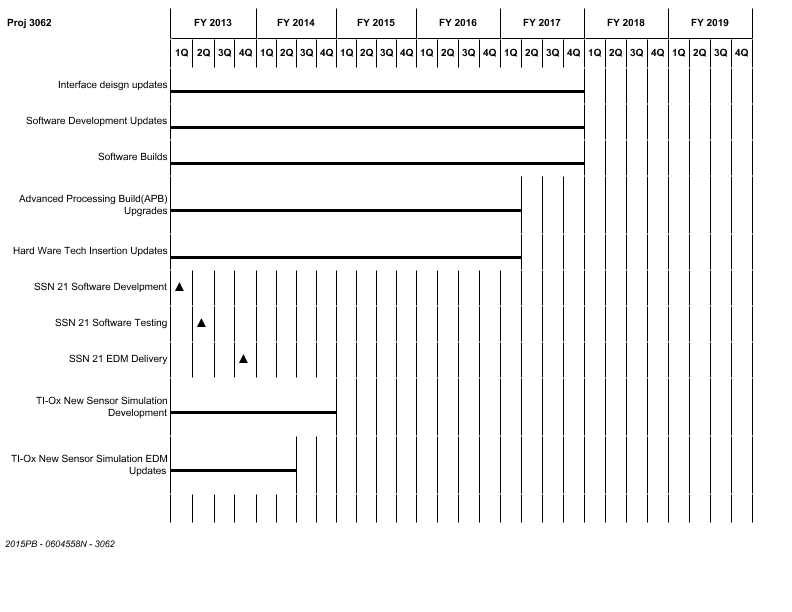 Proj 3062 FY 2013 FY 2014 FY 2015 FY 2016 FY 2017 FY 2018 FY 2019
1Q 2Q 3Q 4Q 1Q 2Q 3Q 4Q 1Q 2Q 3Q 4Q 1Q 2Q 3Q 4Q 1Q 2Q 3Q 4Q 1Q 2Q 3Q 4Q 1Q 2Q 3Q 4Q
Interface deisgn updates
Software Development Updates
Software Builds
Advanced Processing Build(APB)
Upgrades
Hard Ware Tech Insertion Updates
SSN 21 Software Develpment
SSN 21 Software Testing
SSN 21 EDM Delivery
TI-Ox New Sensor Simulation
Development
TI-Ox New Sensor Simulation EDM
Updates
2015PB - 0604558N - 3062